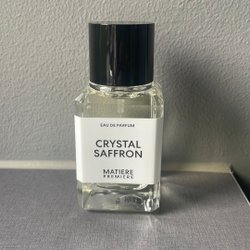 EAU DE PARFUM
CRYSTAL
SAFFRON
MATIERE
PREMIERE